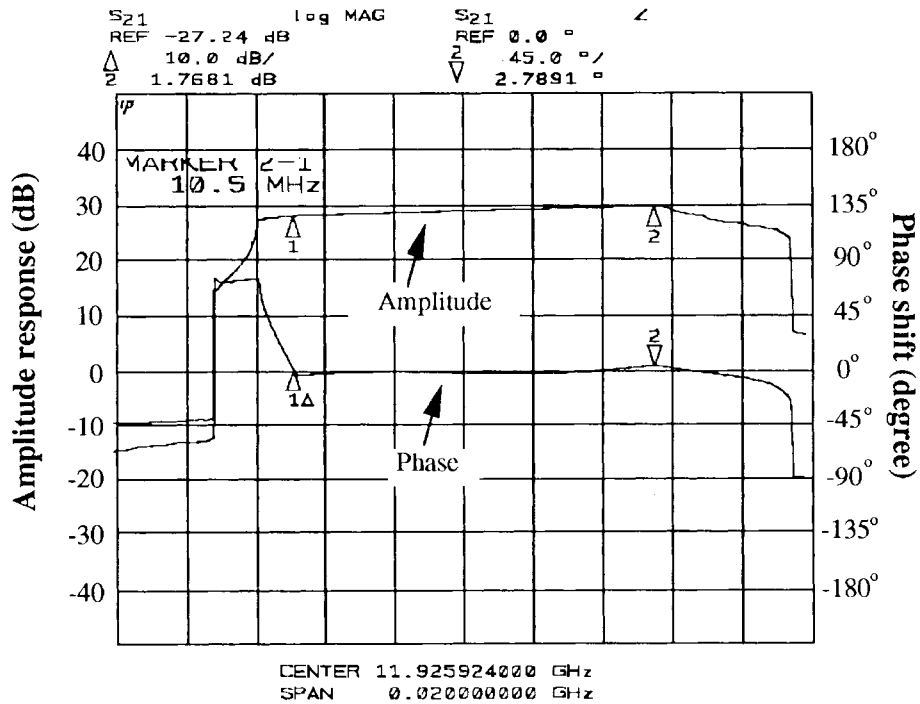 S21 log MAG
REF -27.24 dB
10.0 dB/
2 1.7681 dB
S21 ∠
REF 0.0 °
2 45.0 °/
2.7891 °
ip
MARKER 2-1
10.5 MHz
Amplitude response (dB)
40
30
20
10
0
-10
-20
-30
-40
1
2
Amplitude
2
1Δ
Phase
180°
135°
90°
45°
0°
-45°
-90°
-135°
-180°
Phase shift (degree)
CENTER 11.925924000 GHz
SPAN 0.020000000 GHz